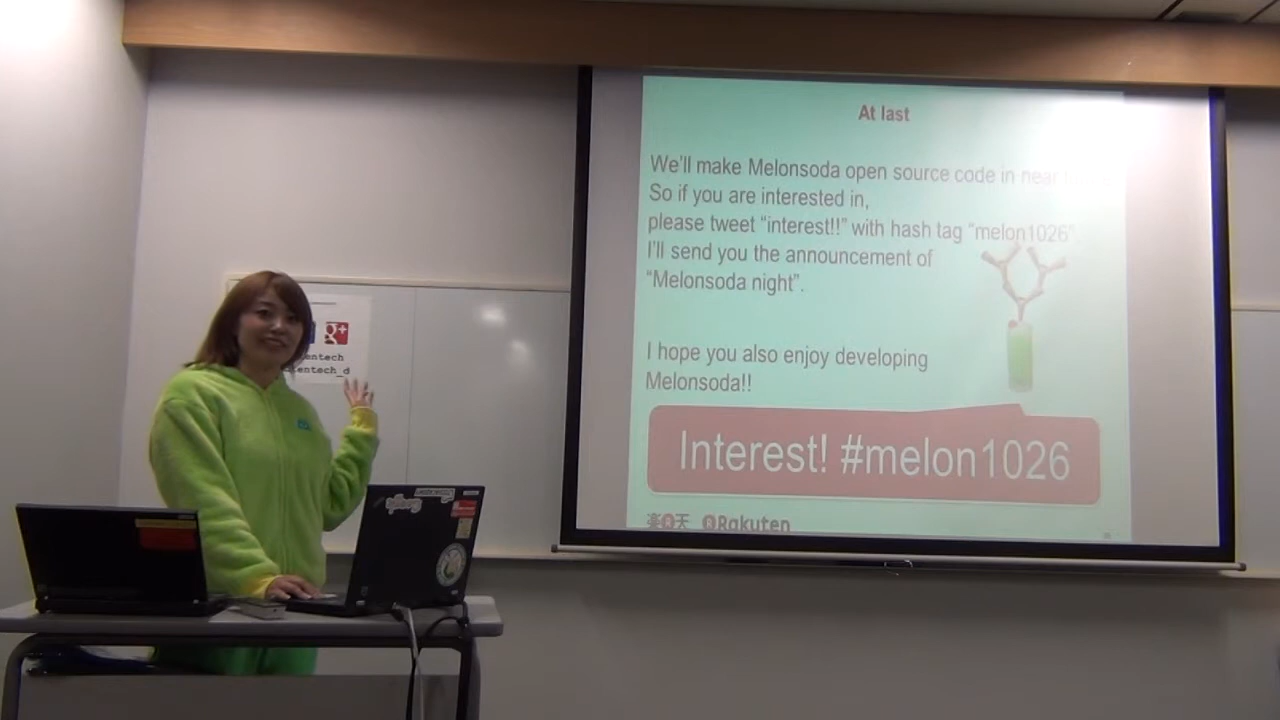 At last
We'll make Melonsoda open source code in near
So if you are interested in,
please tweet “interest!!” with hash tag “melon1026”.
I'll send you the announcement of
“Melonsoda night”.
I hope you also enjoy developing
Melonsoda!!
Interest! #melon1026
楽天 Rakuten
g+
entech
entech_d